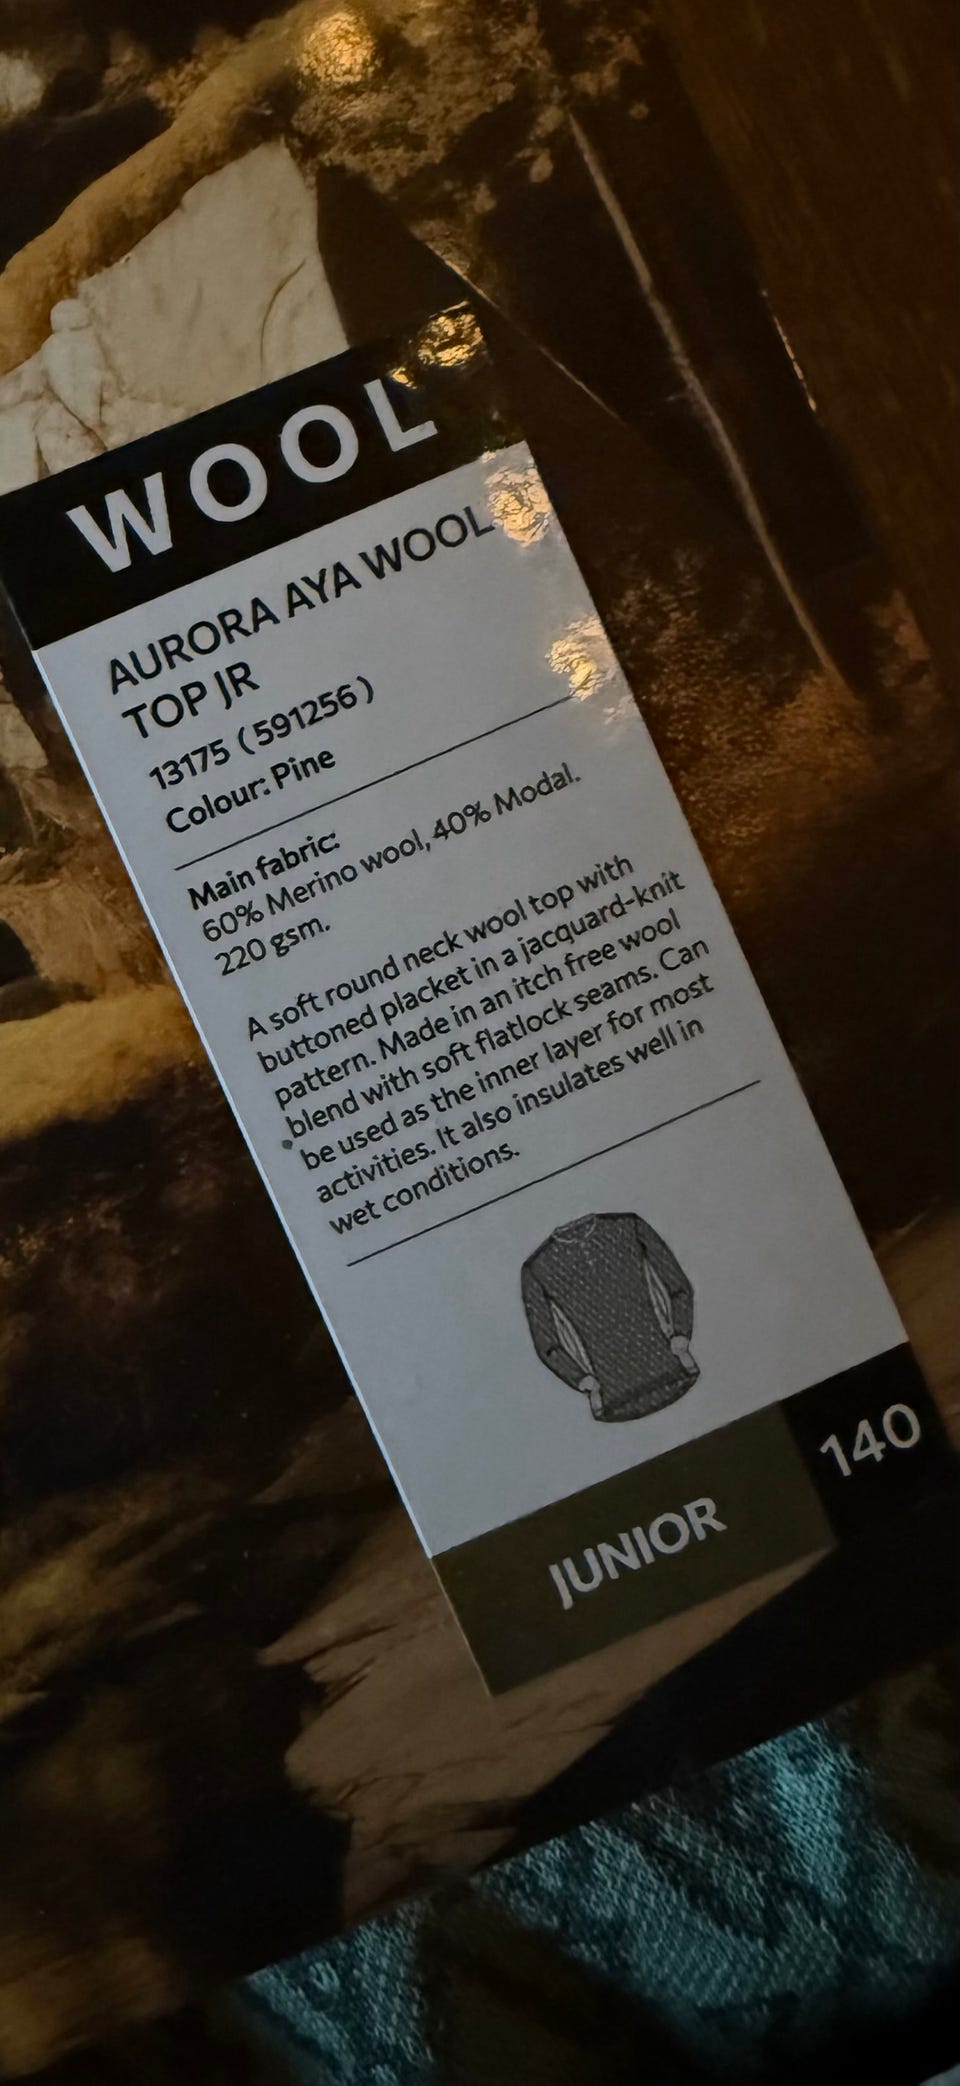 WOOL
AURORA AYA WOOL
TOP JR
13175 (591256)
Colour: Pine
Main fabric:
60% Merino wool, 40% Modal.
220 gsm.
A soft round neck wool top with
buttoned placket in a jacquard-knit
pattern. Made in an itch free wool
blend with soft flatlock seams. Can
be used as the inner layer for most
activities. It also insulates well in
wet conditions.
JUNIOR
140